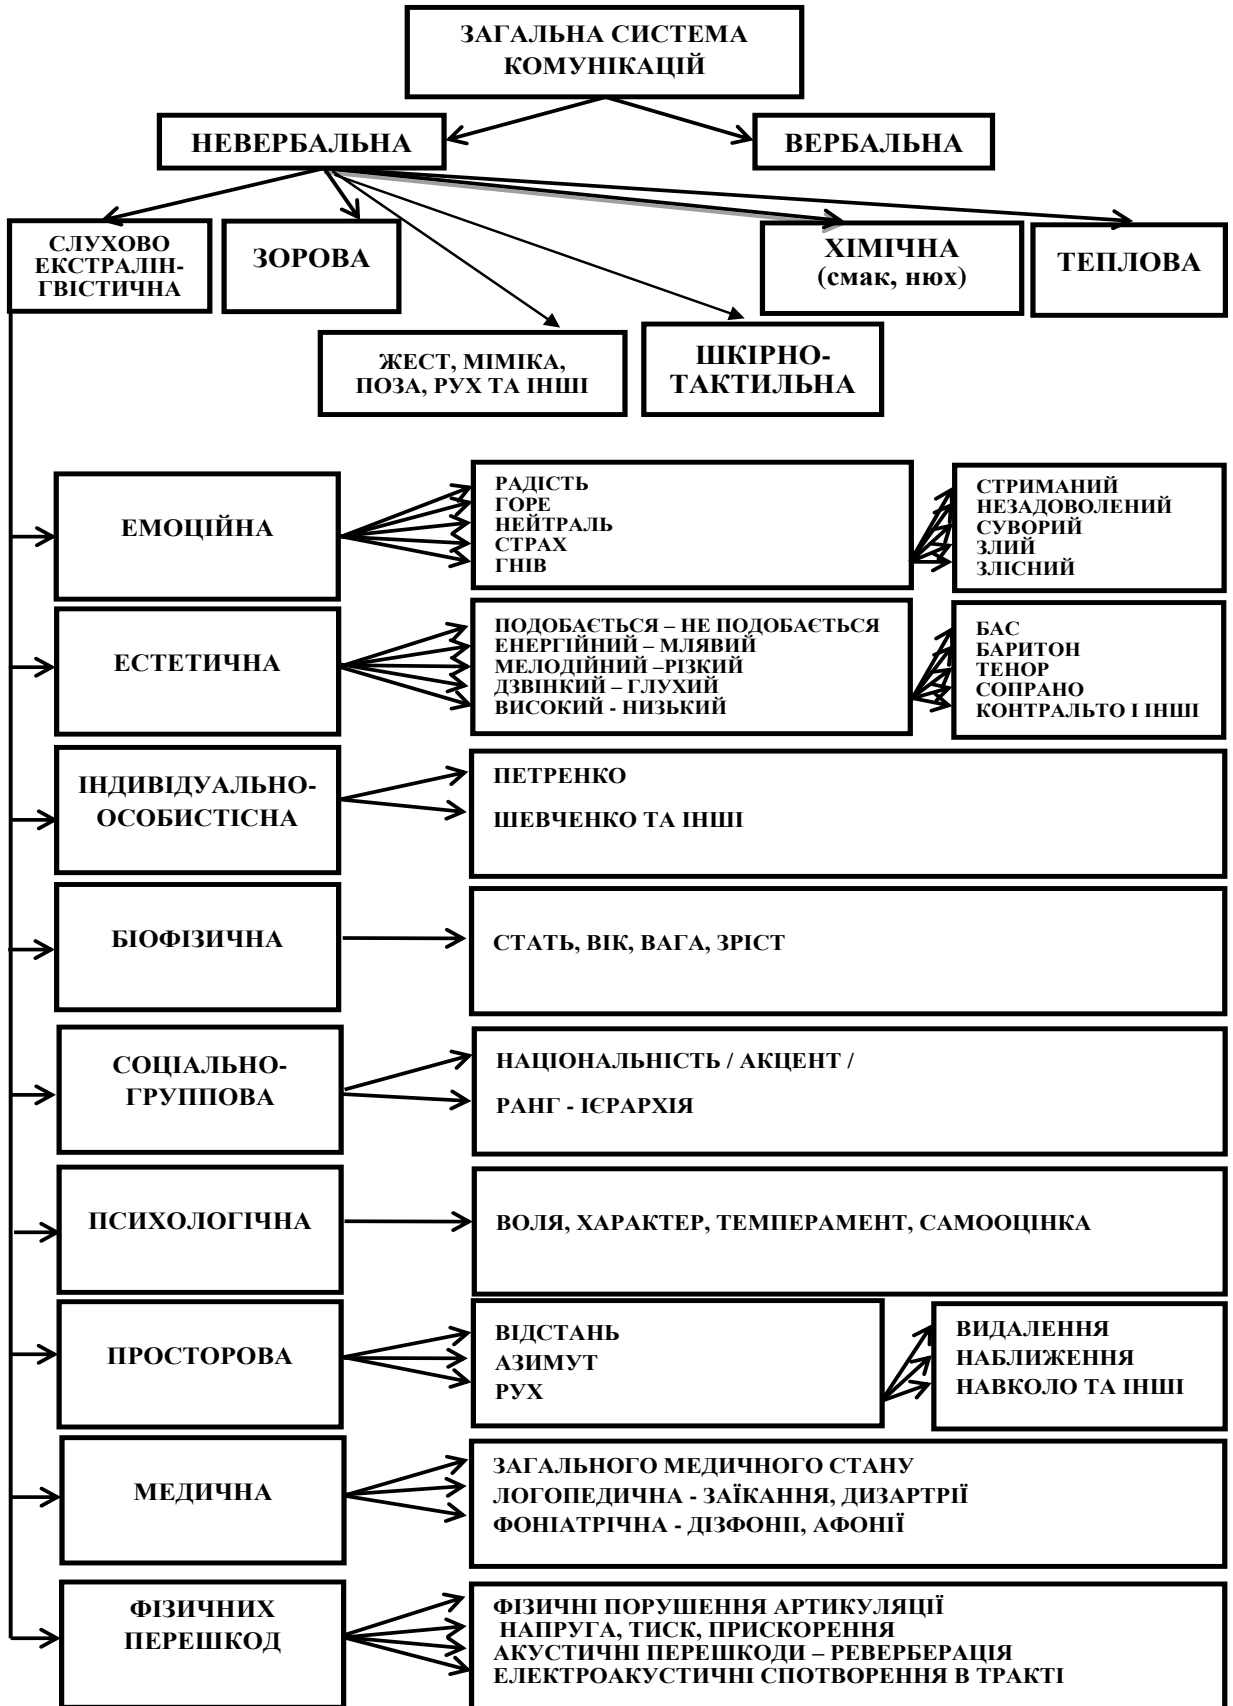 ЗАГАЛЬНА СИСТЕМА
КОМУНІКАЦІЙ
НЕВЕРБАЛЬНА
ВЕРБАЛЬНА
СЛУХОВО
ЕКСТРАЛІН-
ГВІСТИЧНА
ЗОРОВА
ХІМІЧНА
(смак, нюх)
ТЕПЛОВА
ЖЕСТ, МІМІКА,
ПОЗА, РУХ ТА ІНШІ
ШКІРНО-
ТАКТИЛЬНА
ЕМОЦІЙНА
РАДІСТЬ
ГОРЕ
НЕЙТРАЛЬ
СТРАХ
ГНІВ
СТРИМАНИЙ
НЕЗАДОВОЛЕНИЙ
СУВОРИЙ
ЗЛИЙ
ЗЛІСНИЙ
ЕСТЕТИЧНА
ПОДОБАЄТЬСЯ – НЕ ПОДОБАЄТЬСЯ
ЕНЕРГІЙНИЙ – МЛЯВИЙ
МЕЛОДІЙНИЙ –РІЗКИЙ
ДЗВІНКИЙ – ГЛУХИЙ
ВИСОКИЙ - НИЗЬКИЙ
БАС
БАРИТОН
ТЕНОР
СОПРАНО
КОНТРАЛЬТО І ІНШІ
ІНДИВІДУАЛЬНО-
ОСОБИСТІСНА
ПЕТРЕНКО
ШЕВЧЕНКО ТА ІНШІ
БІОФІЗИЧНА
СТАТЬ, ВІК, ВАГА, ЗРІСТ
СОЦІАЛЬНО-
ГРУППОВА
НАЦІОНАЛЬНІСТЬ / АКЦЕНТ /
РАНГ - ІЄРАРХІЯ
ПСИХОЛОГІЧНА
ВОЛЯ, ХАРАКТЕР, ТЕМПЕРАМЕНТ, САМООЦІНКА
ПРОСТОРОВА
ВІДСТАНЬ
АЗИМУТ
РУХ
ВИДАЛЕННЯ
НАБЛИЖЕННЯ
НАВКОЛО ТА ІНШІ
МЕДИЧНА
ЗАГАЛЬНОГО МЕДИЧНОГО СТАНУ
ЛОГОПЕДИЧНА - ЗАЇКАННЯ, ДИЗАРТРІЇ
ФОНІАТРІЧНА - ДІЗФОНІІ, АФОНІЇ
ФІЗИЧНИХ
ПЕРЕШКОД
ФІЗИЧНІ ПОРУШЕННЯ АРТИКУЛЯЦІЇ
НАПРУГА, ТИСК, ПРИСКОРЕННЯ
АКУСТИЧНІ ПЕРЕШКОДИ – РЕВЕРБЕРАЦІЯ
ЕЛЕКТРОАКУСТИЧНІ СПОТВОРЕННЯ В ТРАКТІ